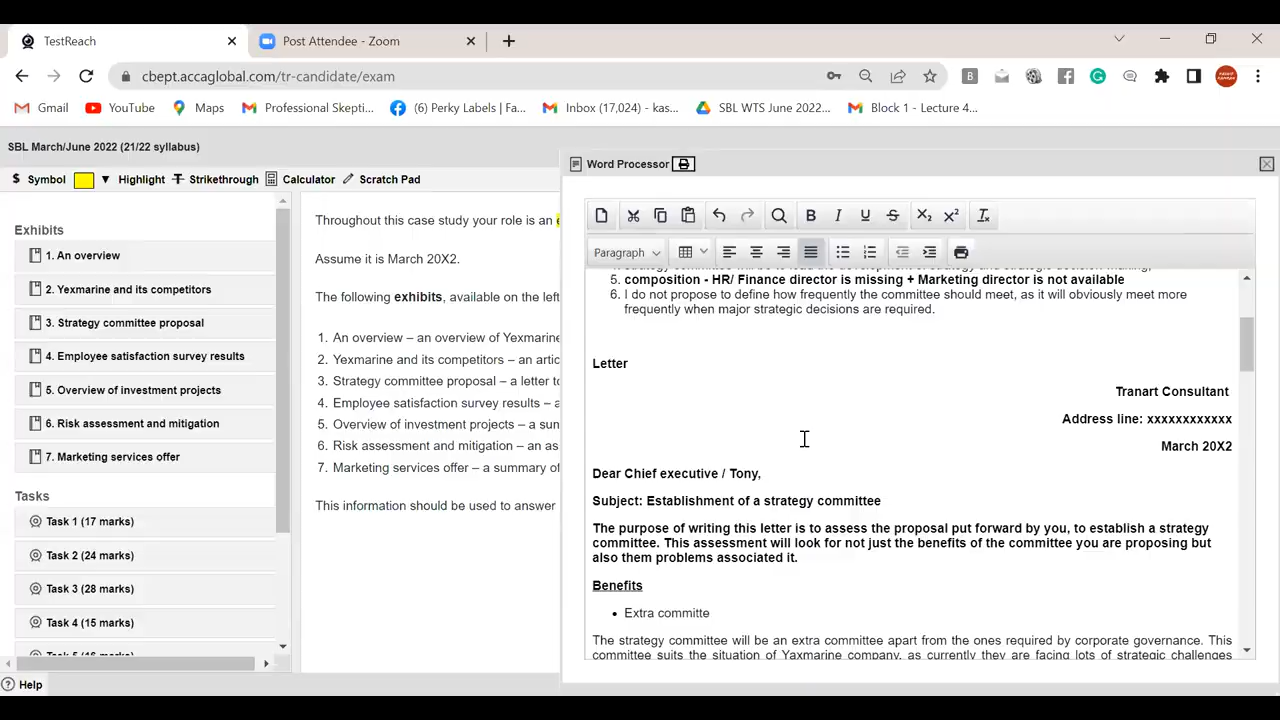 TestReach
Post Attendee - Zoom
cbept.accaglobal.com/tr-candidate/exam
Gmail
YouTube
Maps
Professional Skepti...
(6) Perky Labels | Fa...
Inbox (17,024) - kas...
SBL WTS June 2022...
Block 1 - Lecture 4...
SBL March/June 2022 (21/22 syllabus)
$ Symbol
Highlight
Strikethrough
Calculator
Scratch Pad
Exhibits
1. An overview
2. Yexmarine and its competitors
3. Strategy committee proposal
4. Employee satisfaction survey results
5. Overview of investment projects
6. Risk assessment and mitigation
7. Marketing services offer
Tasks
Task 1 (17 marks)
Task 2 (24 marks)
Task 3 (28 marks)
Task 4 (15 marks)
Help
Throughout this case study your role is an
Assume it is March 20X2.
The following exhibits, available on the left
1. An overview – an overview of Yexmarine
2. Yexmarine and its competitors – an artic
3. Strategy committee proposal – a letter to
4. Employee satisfaction survey results – a
5. Overview of investment projects – a sun
6. Risk assessment and mitigation – an as
7. Marketing services offer – a summary of
This information should be used to answer
Word Processor
Paragraph
5. composition - HR/ Finance director is missing + Marketing director is not available
6. I do not propose to define how frequently the committee should meet, as it will obviously meet more
frequently when major strategic decisions are required.
Letter
Tranart Consultant
Address line: xxxxxxxxxxxx
March 20X2
Dear Chief executive / Tony,
Subject: Establishment of a strategy committee
The purpose of writing this letter is to assess the proposal put forward by you, to establish a strategy
committee. This assessment will look for not just the benefits of the committee you are proposing but
also them problems associated it.
Benefits
• Extra committe
The strategy committee will be an extra committee apart from the ones required by corporate governance. This
committee suits the situation of Yaxmarine company, as currently they are facing lots of strategic challenges